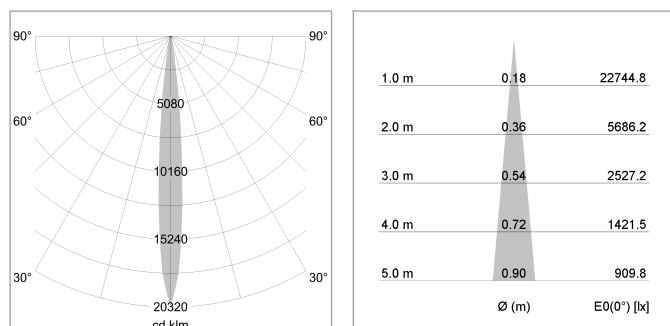 90° 90°
5080
60° 60°
10160
15240
30° 30°
20320
cd klm
1.0 m 0.18 22744.8
2.0 m 0.36 5686.2
3.0 m 0.54 2527.2
4.0 m 0.72 1421.5
5.0 m 0.90 909.8
Ø (m) E0(0°) [lx]